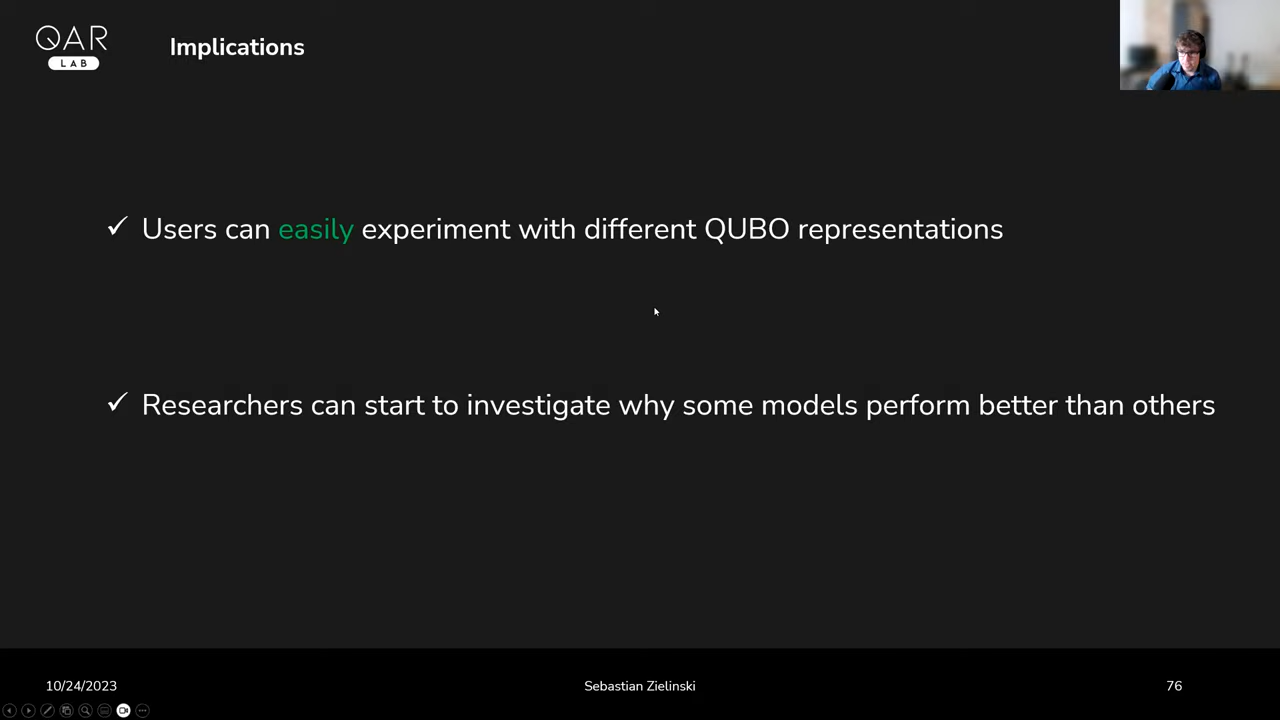 QAR
LAB
Implications
✓ Users can easily experiment with different QUBO representations
✓ Researchers can start to investigate why some models perform better than others
10/24/2023
Sebastian Zielinski
76